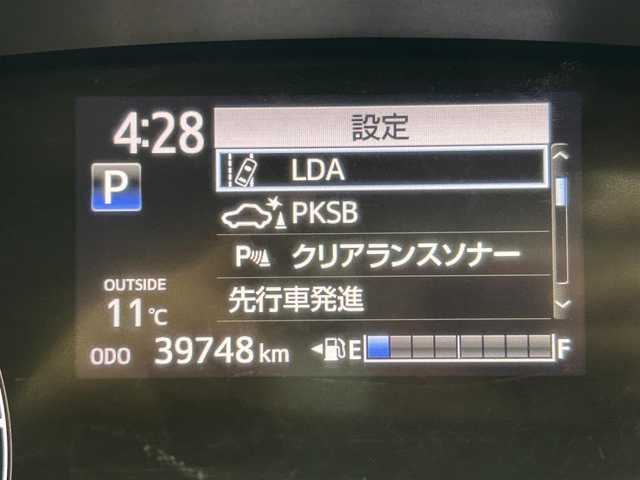 4:28
設定
LDA
P
PKSB
P クリアランスソナー
OUTSIDE
先行車発進
11℃
ODO 39748 km E F